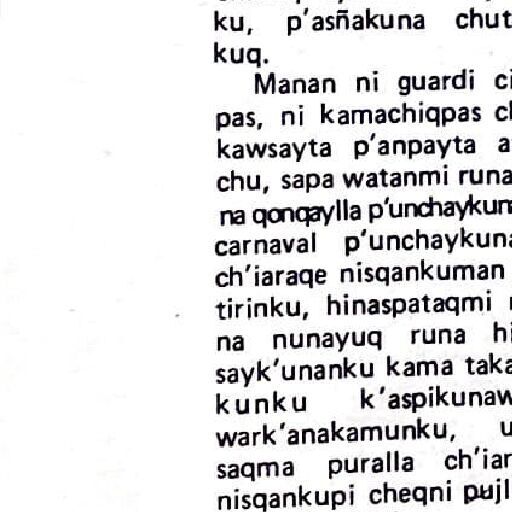 ku, p'asñakuna chut
kuq.
Manan ni guardi ci
pas, ni kamachiqpas c
kawsayta p'anpayta a
chu, sapa watanmi runa
na qonqaylla p'unchaykun
carnaval p'unchaykuna
ch'iaraqe nisqankuman
tirinku, hinaspataqmi
na nunayuq runa hi
sayk'unanku kama taka
kunku k'aspikunaw
wark'anakamunku, u
saqma puralla ch'iar
nisqankupi cheqni pujl